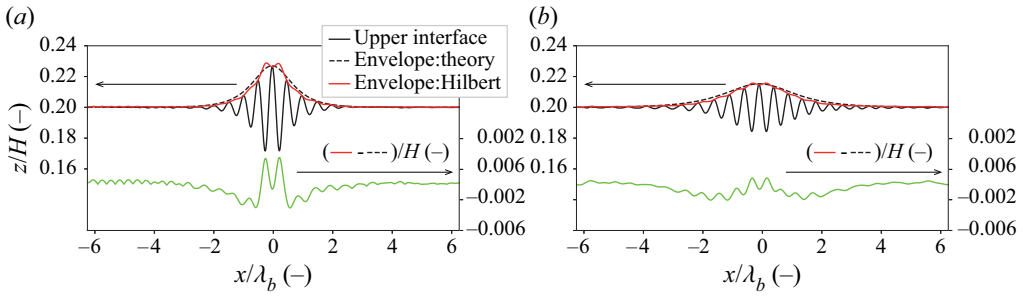 (a)
(b)
0.24
0.22
0.20
0.18
0.16
z/H (–)
Upper interface
Envelope:theory
Envelope:Hilbert
( — ---- )/H (–)
0.002
0.006
−0.002
−0.006
−6 −4 −2 0 2 4 6
x/λb (–)
0.24
0.22
0.20
0.18
0.16
( — ---- )/H (–)
0.002
0.006
−0.002
−0.006
−6 −4 −2 0 2 4 6
x/λb (–)